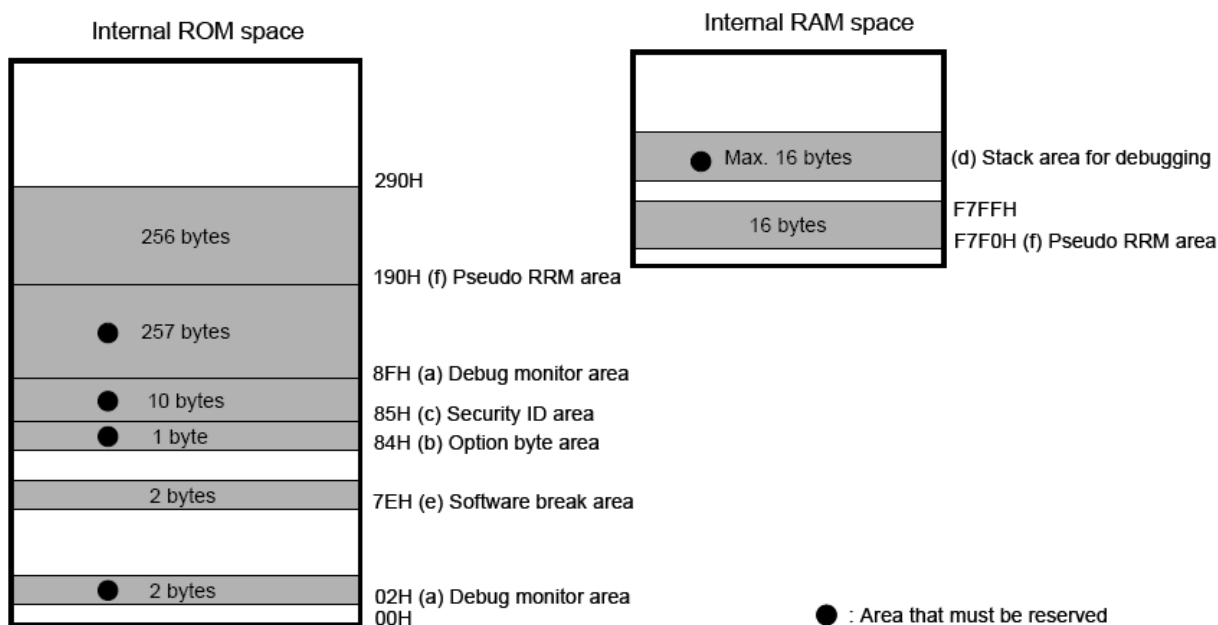 Internal ROM space
290H
256 bytes
190H (f) Pseudo RRM area
257 bytes
8FH (a) Debug monitor area
10 bytes
85H (c) Security ID area
1 byte
84H (b) Option byte area
2 bytes
7EH (e) Software break area
2 bytes
02H (a) Debug monitor area
00H
Internal RAM space
Max. 16 bytes
(d) Stack area for debugging
F7FFH
16 bytes
F7F0H (f) Pseudo RRM area
: Area that must be reserved